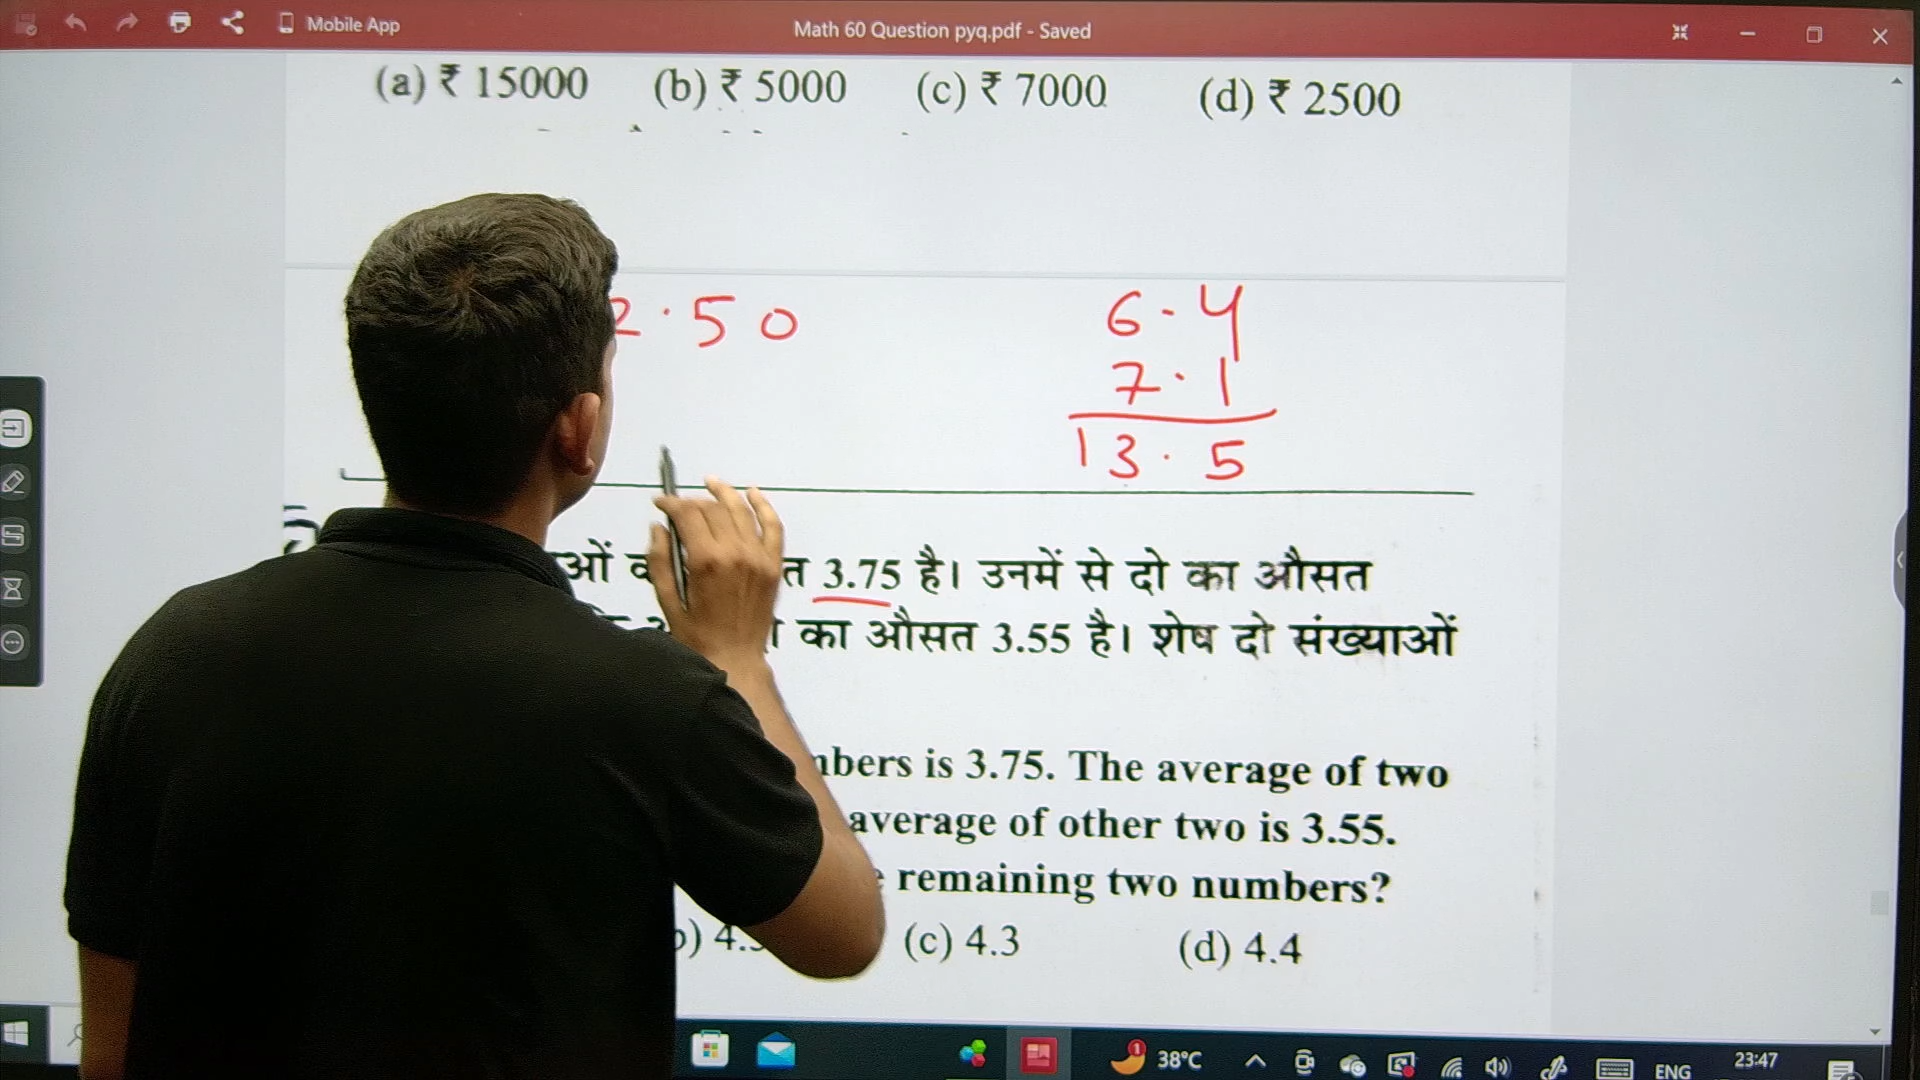 Mobile App
Math 60 Question pyq.pdf - Saved
(a) ₹ 15000 (b) ₹ 5000 (c) ₹ 7000 (d) ₹ 2500
2.50
6.4
7.1
13.5
3.75 है। उनमें से दो का औसत
का औसत 3.55 है। शेष दो संख्याओं
is 3.75. The average of two
average of other two is 3.55.
remaining two numbers?
(c) 4.3 (d) 4.4
38°C ENG 23:47